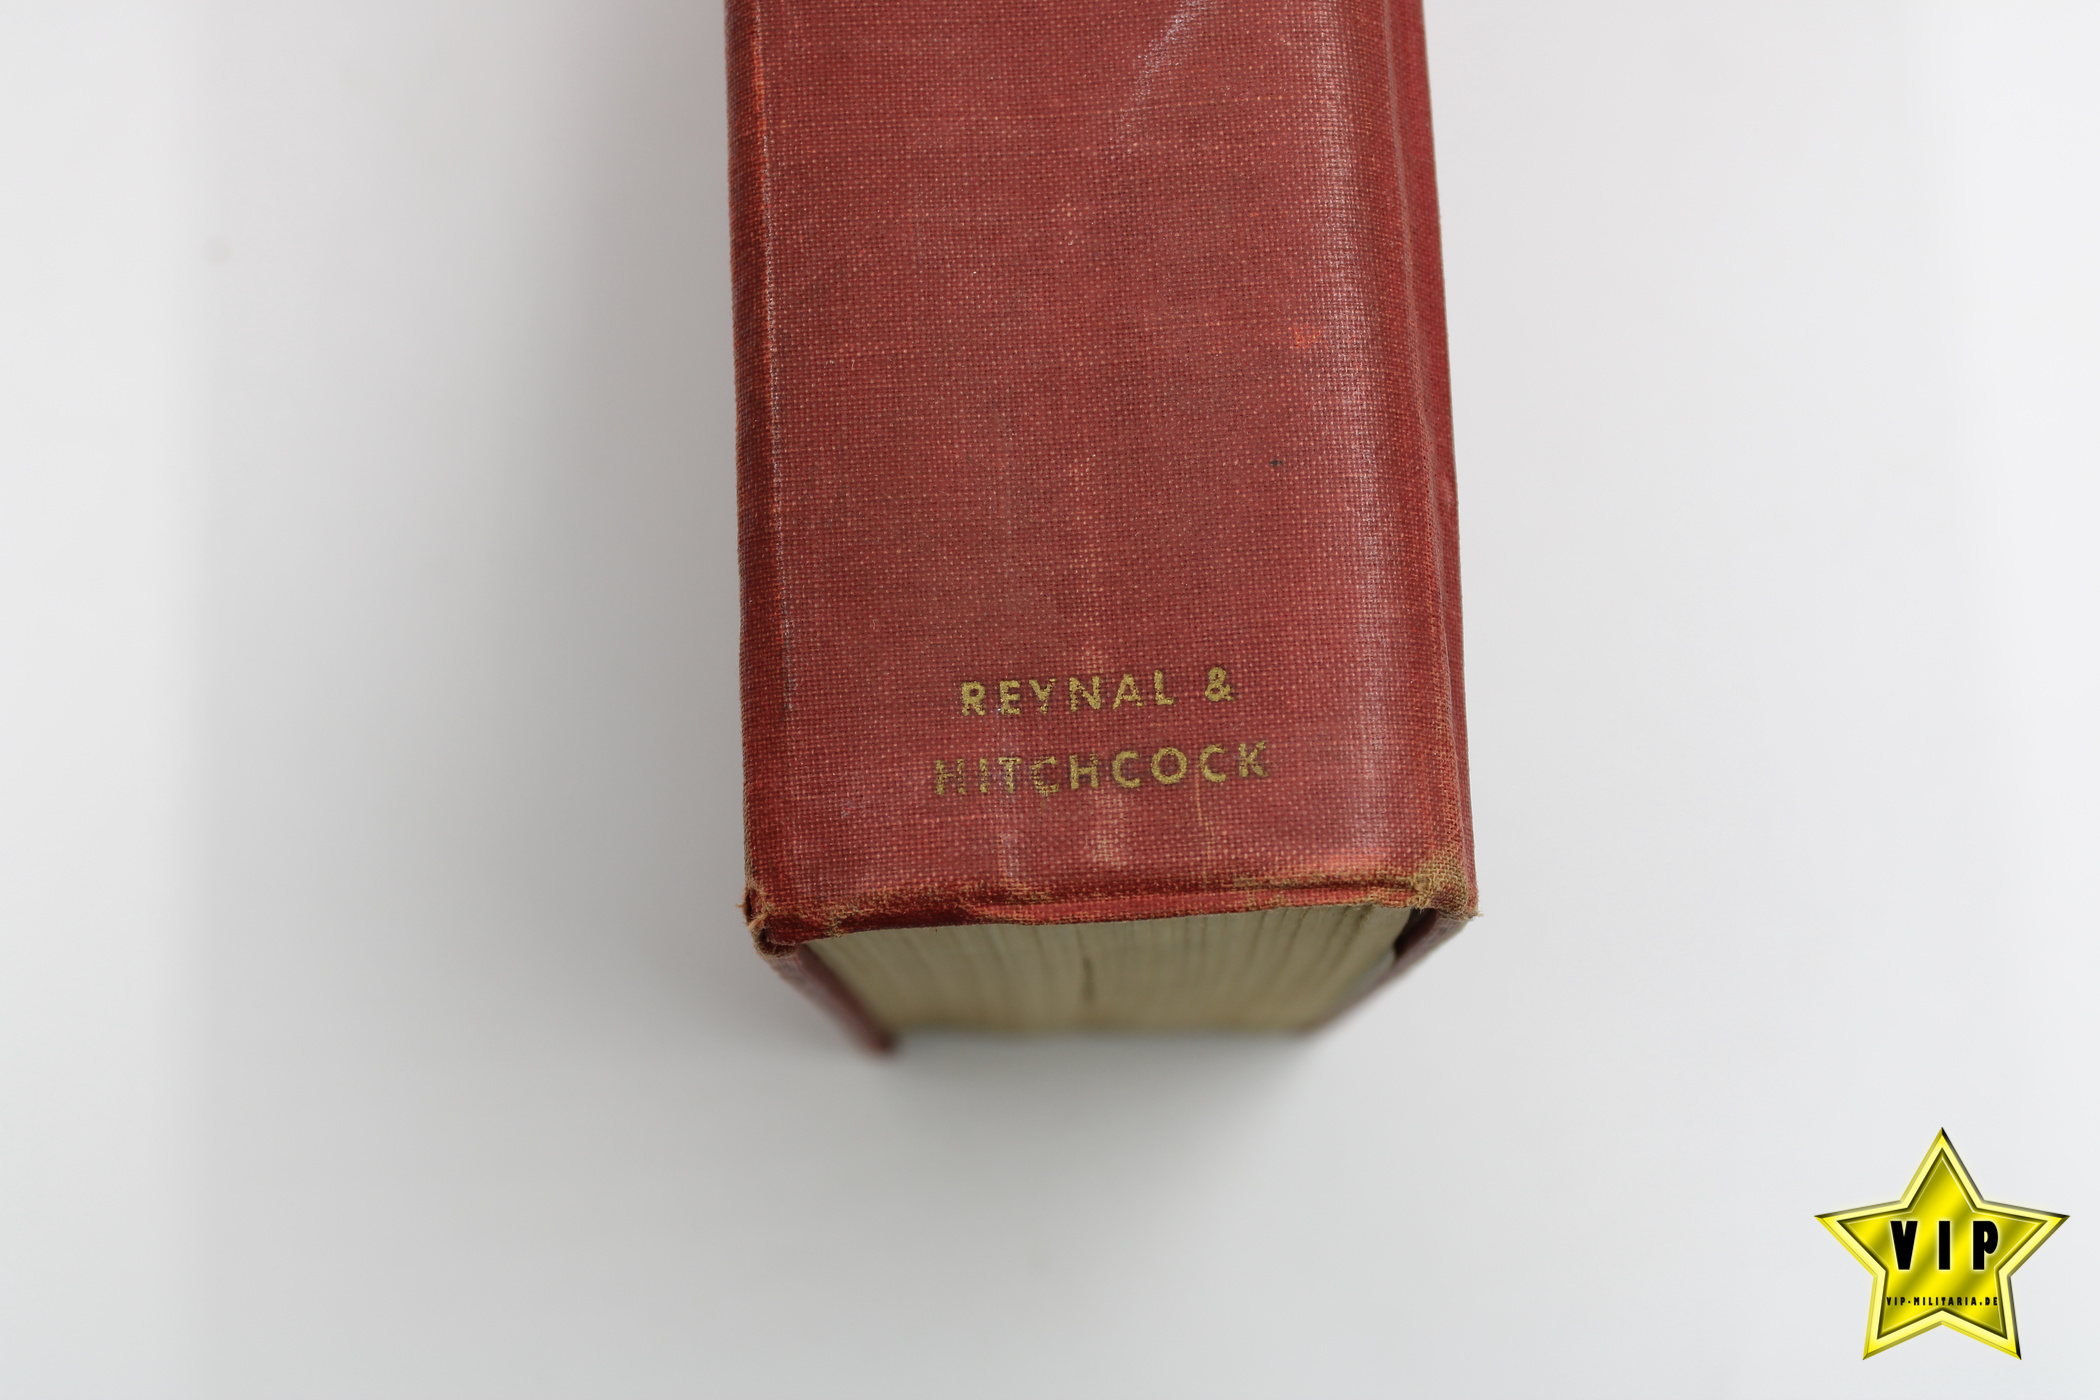 REYNAL &
HITCHCOCK
VIP
VIP-MILITARIA.DE